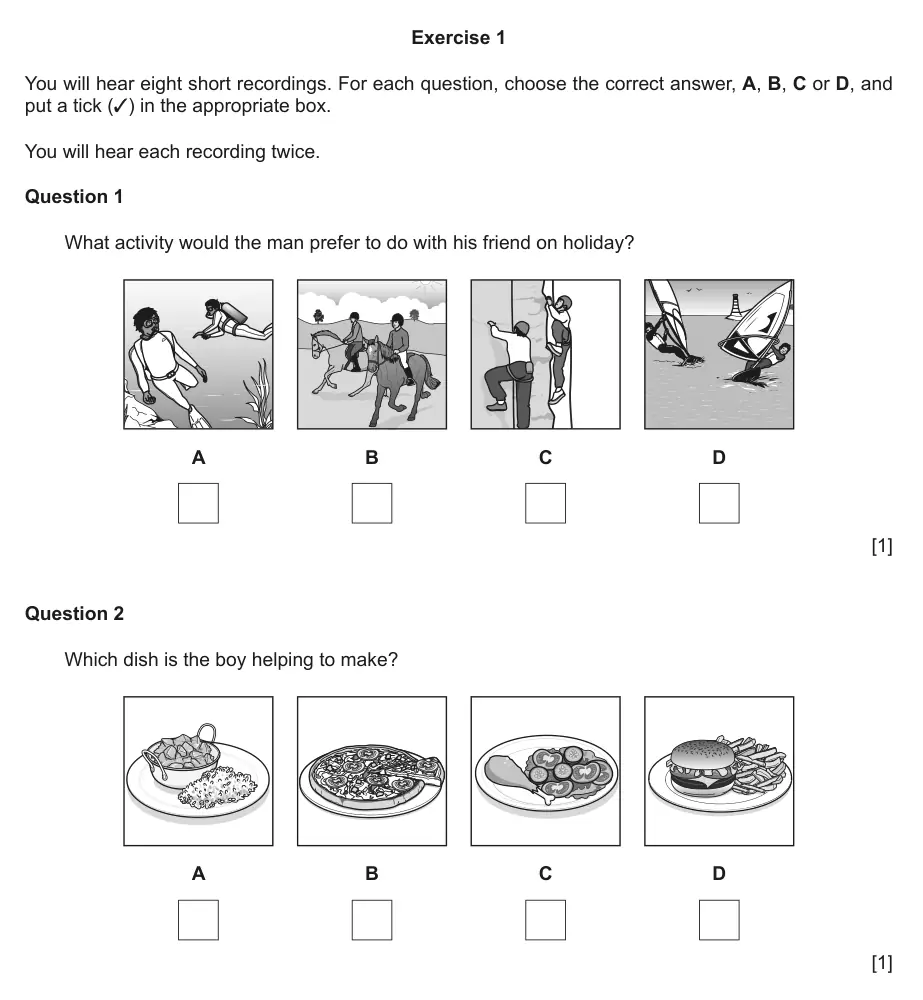 Exercise 1
You will hear eight short recordings. For each question, choose the correct answer, A, B, C or D, and
put a tick (✓) in the appropriate box.
You will hear each recording twice.
Question 1
What activity would the man prefer to do with his friend on holiday?
A B C D
[1]
Question 2
Which dish is the boy helping to make?
A B C D
[1]